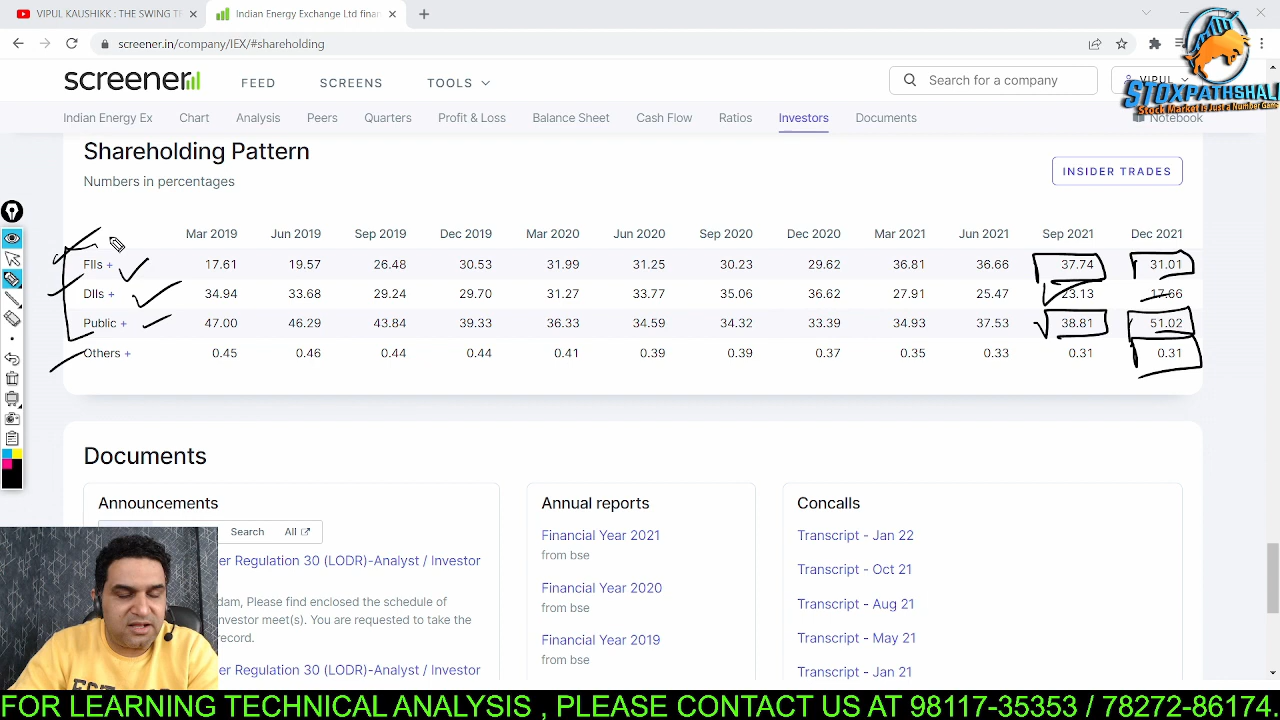 VIPUL KAUSHIKK : THE SWING T
Indian Energy Exchange Ltd finan
screener.in/company/IEX/#shareholding
screener
FEED
SCREENS
TOOLS
Search for a company
VIPUL
STOXPATHSHAL
Stock Market is Just a Number Game
Indian Energy Ex
Chart
Analysis
Peers
Quarters
Profit & Loss
Balance Sheet
Cash Flow
Ratios
Investors
Documents
Notebook
Shareholding Pattern
Numbers in percentages
INSIDER TRADES
Mar 2019 Jun 2019 Sep 2019 Dec 2019 Mar 2020 Jun 2020 Sep 2020 Dec 2020 Mar 2021 Jun 2021 Sep 2021 Dec 2021
FIIs + 17.61 19.57 26.48 30.53 31.99 31.25 30.23 29.62 36.81 36.66 37.74 31.01
DIIs + 34.94 33.68 29.24 29.70 31.27 33.77 35.06 36.62 27.91 25.47 23.13 17.66
Public + 47.00 46.29 43.84 39.33 36.33 34.59 34.32 33.39 34.93 37.53 38.81 51.02
Others + 0.45 0.46 0.44 0.44 0.41 0.39 0.39 0.37 0.35 0.33 0.31 0.31
Documents
Announcements
Search
All
er Regulation 30 (LODR)-Analyst / Investor
dam, Please find enclosed the schedule of
nvestor meet(s). You are requested to take the
record.
er Regulation 30 (LODR)-Analyst / Investor
Annual reports
Financial Year 2021
from bse
Financial Year 2020
from bse
Financial Year 2019
from bse
Concalls
Transcript - Jan 22
Transcript - Oct 21
Transcript - Aug 21
Transcript - May 21
Transcript - Jan 21
FOR LEARNING TECHNICAL ANALYSIS , PLEASE CONTACT US AT 98117-35353 / 78272-86174.